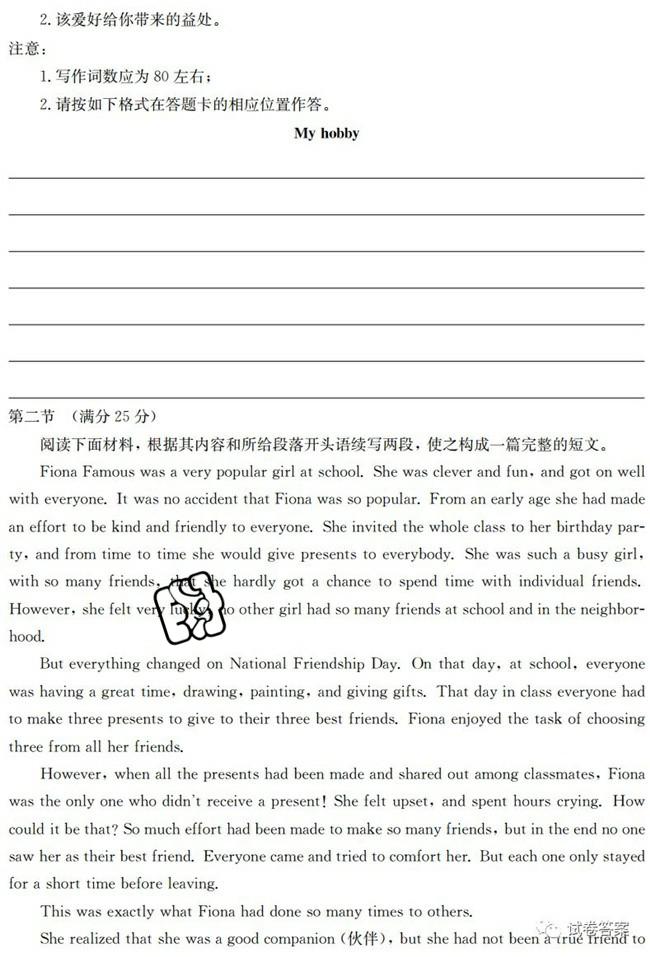 2. 该爱好给你带来的益处。
注意：
1. 写作词数应为 80 左右；
2. 请按如下格式在答题卡的相应位置作答。
My hobby
第二节 （满分 25 分）
阅读下面材料，根据其内容和所给段落开头语续写两段，使之构成一篇完整的短文。
Fiona Famous was a very popular girl at school. She was clever and fun, and got on well
with everyone. It was no accident that Fiona was so popular. From an early age she had made
an effort to be kind and friendly to everyone. She invited the whole class to her birthday par-
ty, and from time to time she would give presents to everybody. She was such a busy girl,
with so many friends, that she hardly got a chance to spend time with individual friends.
However, she felt very lucky; no other girl had so many friends at school and in the neighbor-
hood.
But everything changed on National Friendship Day. On that day, at school, everyone
was having a great time, drawing, painting, and giving gifts. That day in class everyone had
to make three presents to give to their three best friends. Fiona enjoyed the task of choosing
three from all her friends.
However, when all the presents had been made and shared out among classmates, Fiona
was the only one who didn't receive a present! She felt upset, and spent hours crying. How
could it be that? So much effort had been made to make so many friends, but in the end no one
saw her as their best friend. Everyone came and tried to comfort her. But each one only stayed
for a short time before leaving.
This was exactly what Fiona had done so many times to others.
She realized that she was a good companion (伙伴), but she had not been a true friend to
试卷答案